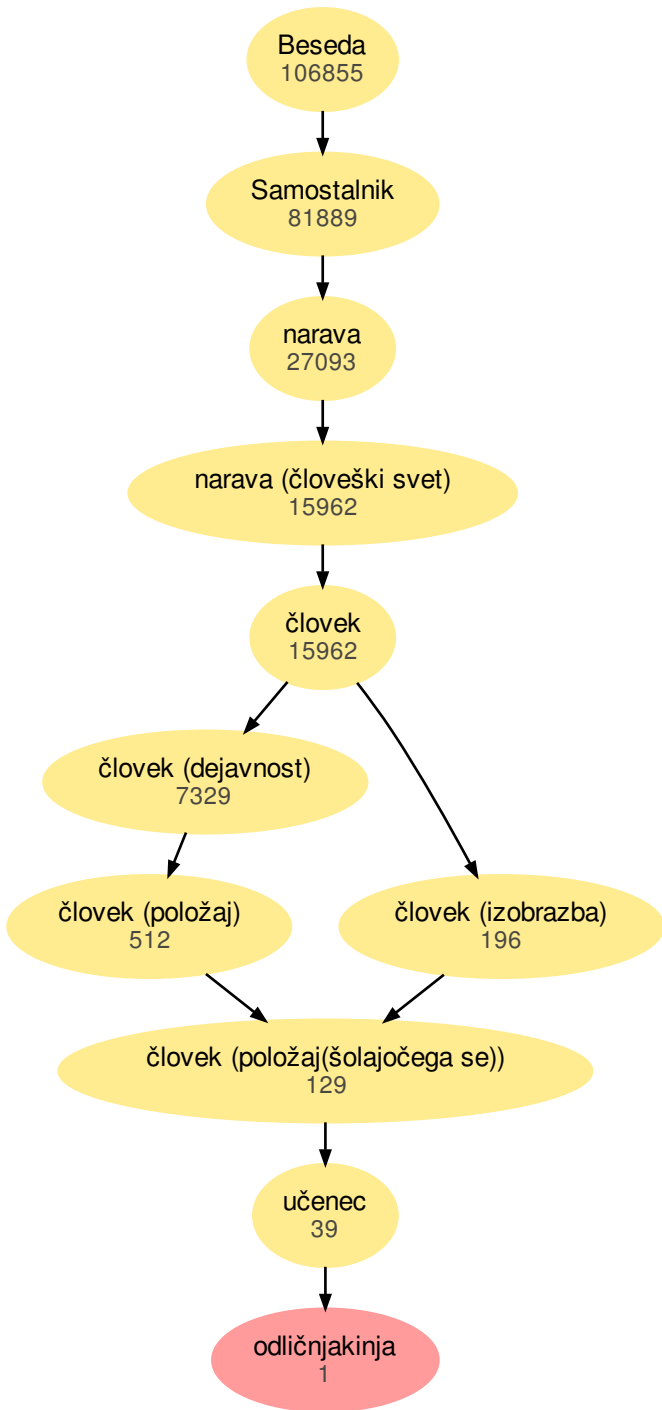 Beseda
106855
Samostalnik
81889
narava
27093
narava (človeški svet)
15962
človek
15962
človek (dejavnost)
7329
človek (položaj)
512
človek (izobrazba)
196
človek (položaj(šolajočega se))
129
učenec
39
odličnjakinja
1